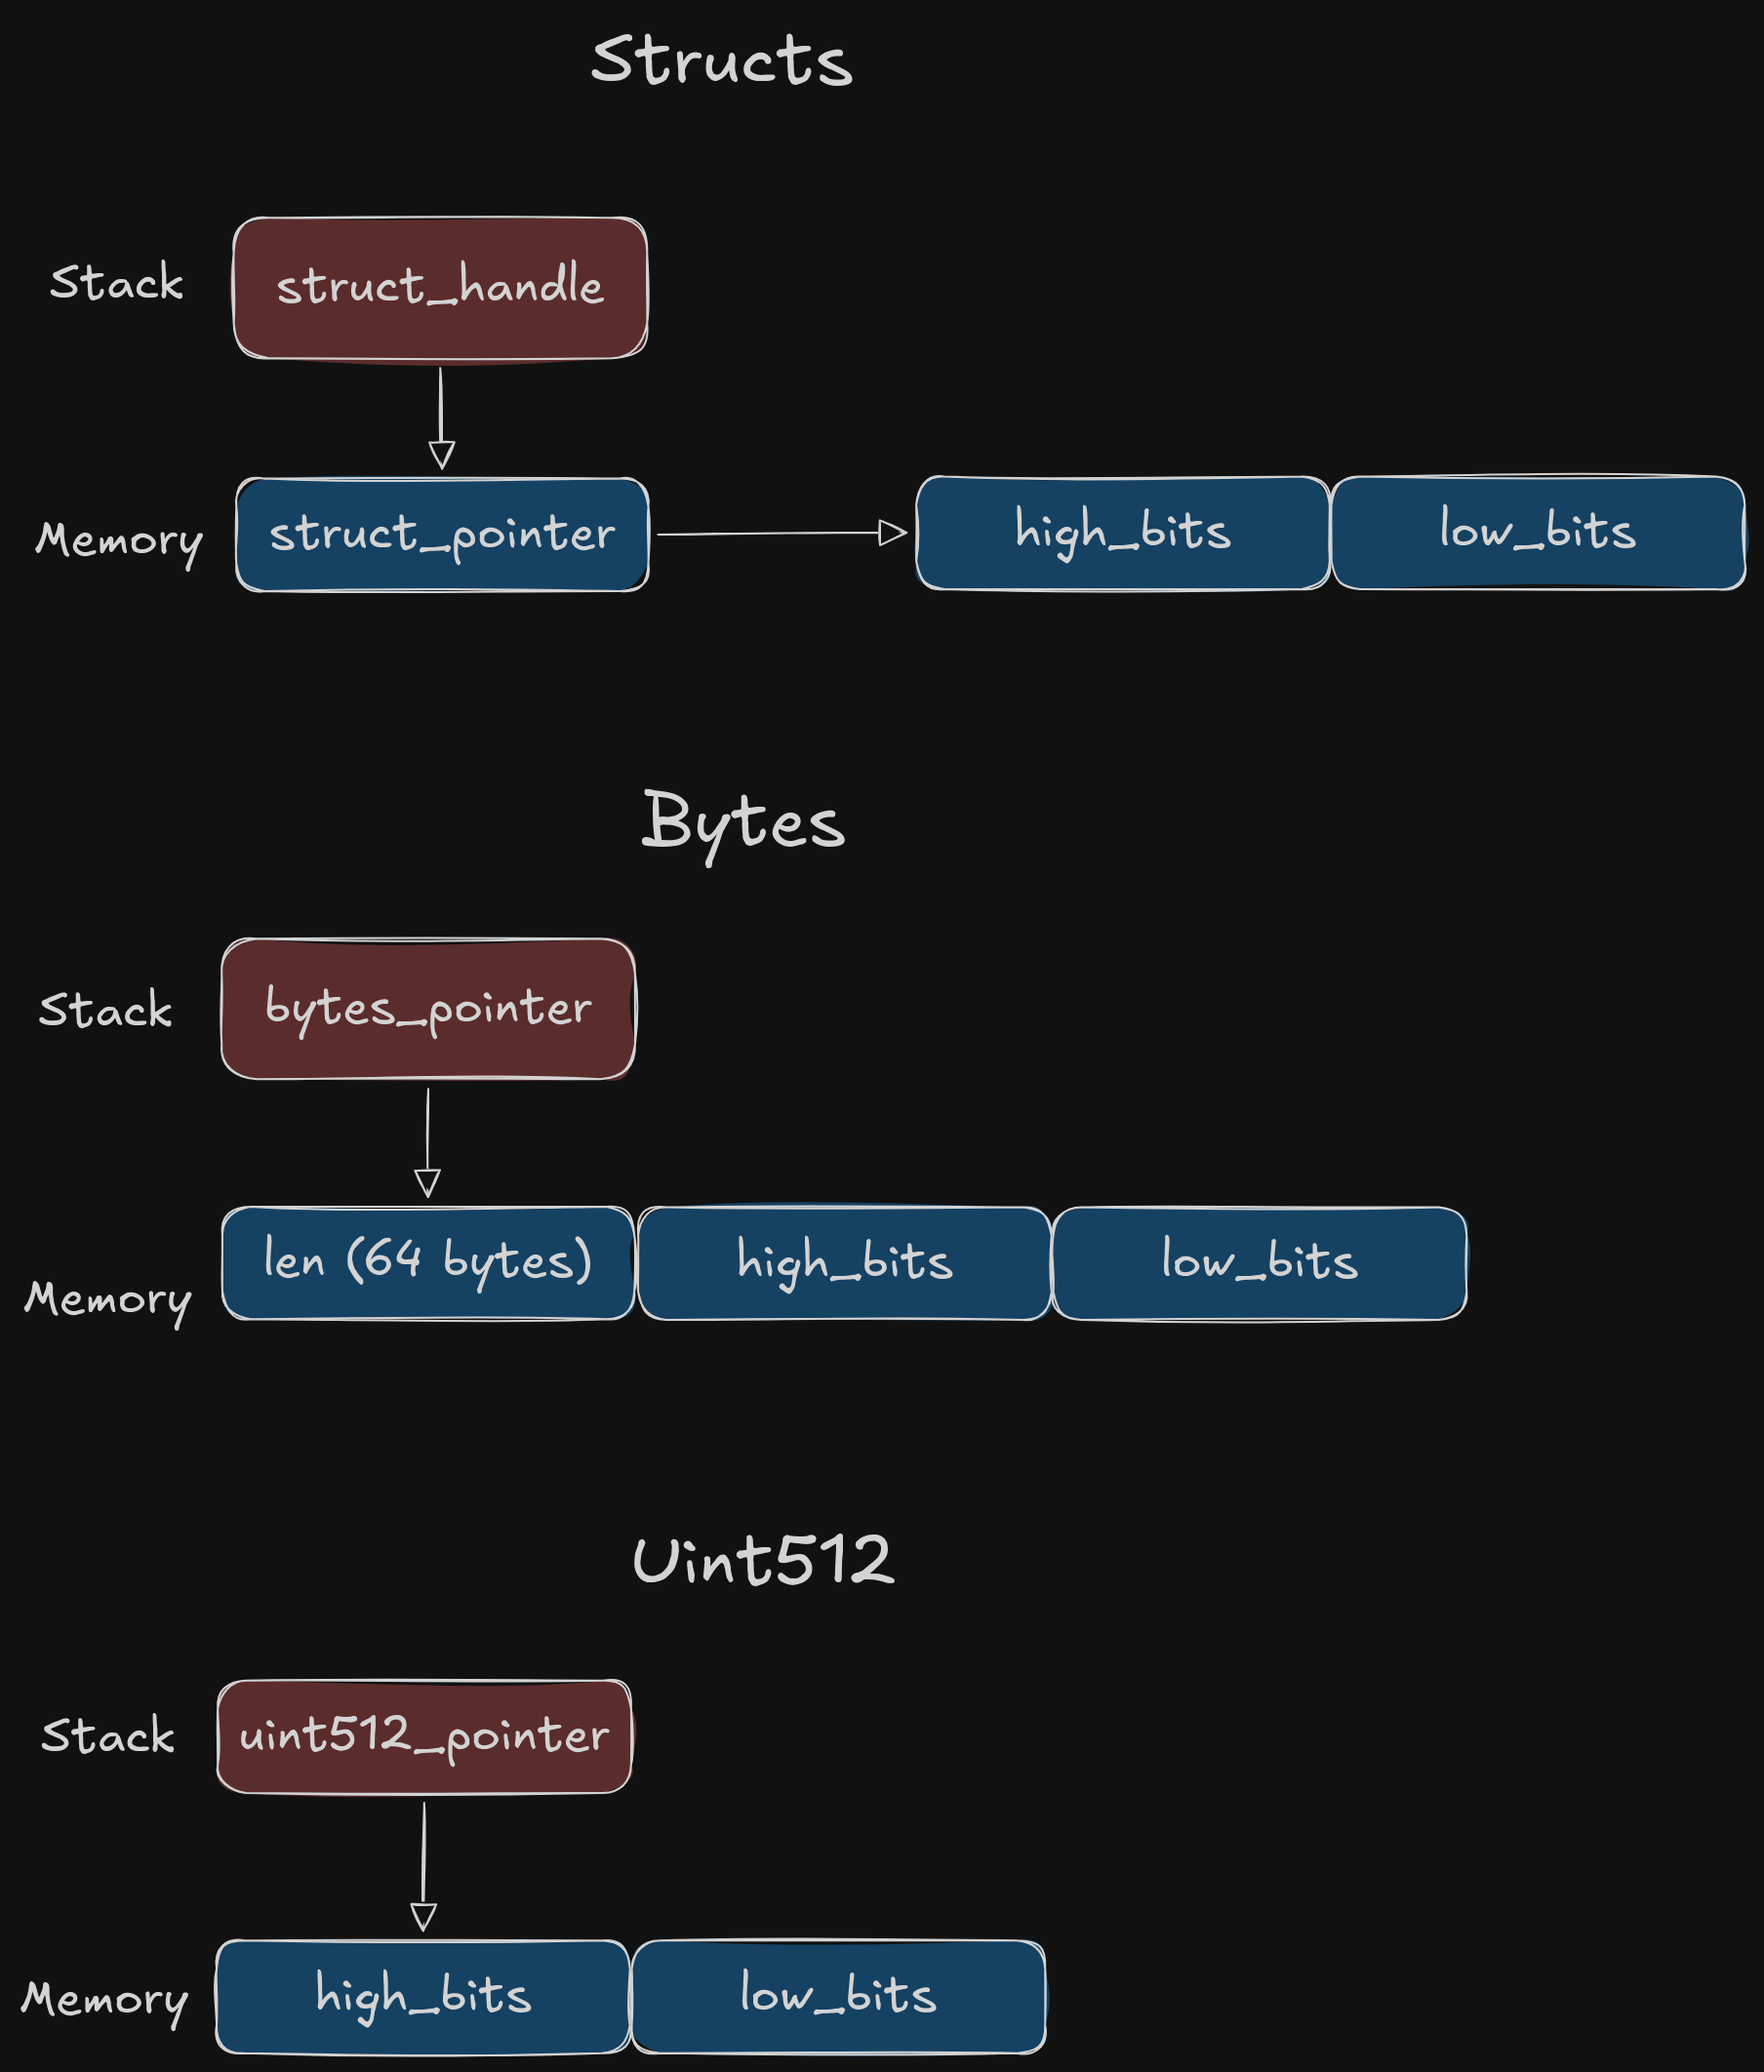 Structs
Stack
struct_handle
Memory
struct_pointer
high_bits
low_bits
Bytes
Stack
bytes_pointer
Memory
len (64 bytes)
high_bits
low_bits
Uint512
Stack
uint512_pointer
Memory
high_bits
low_bits